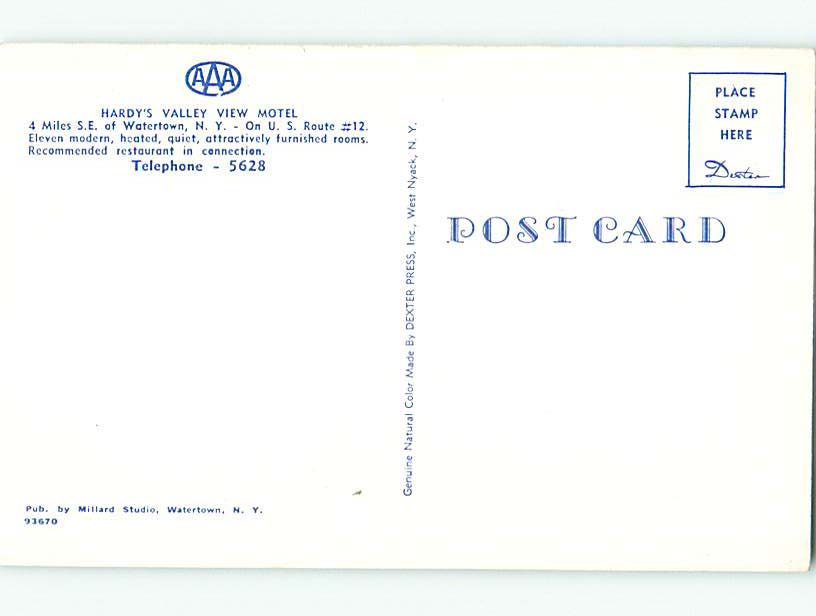 AAA
HARDY'S VALLEY VIEW MOTEL
4 Miles S.E. of Watertown, N. Y. - On U. S. Route #12.
Eleven modern, heated, quiet, attractively furnished rooms.
Recommended restaurant in connection.
Telephone - 5628
Pub. by Millard Studio, Watertown, N. Y.
93670
Genuine Natural Color Made By DEXTER PRESS, Inc., West Nyack, N. Y.
PLACE
STAMP
HERE
Dexter
POST CARD